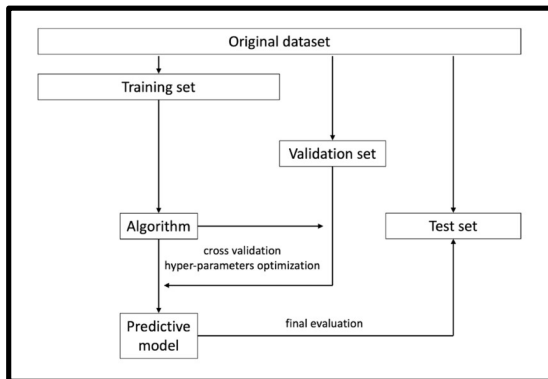 Original dataset
Training set
Validation set
Algorithm
Test set
cross validation
hyper-parameters optimization
Predictive
model
final evaluation